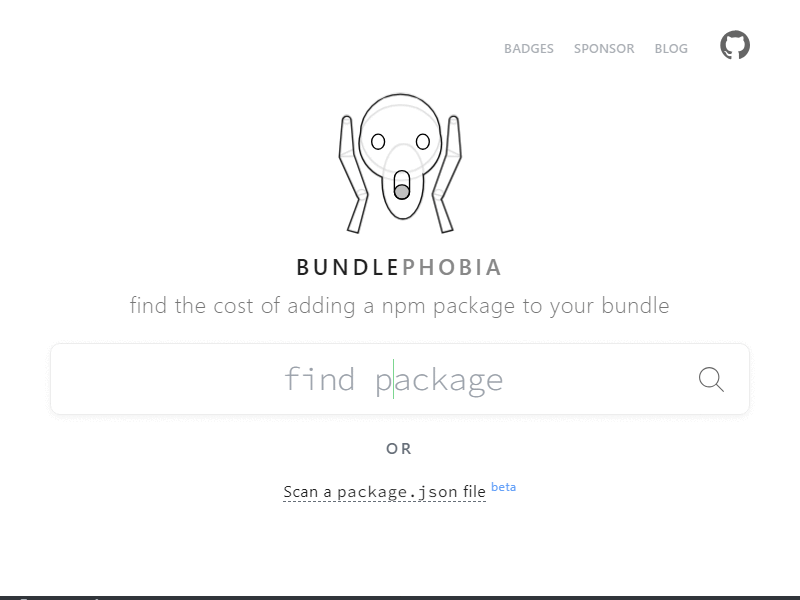 BADGES SPONSOR BLOG
BUNDLEPHOBIA
find the cost of adding a npm package to your bundle
find package
OR
Scan a package.json file beta